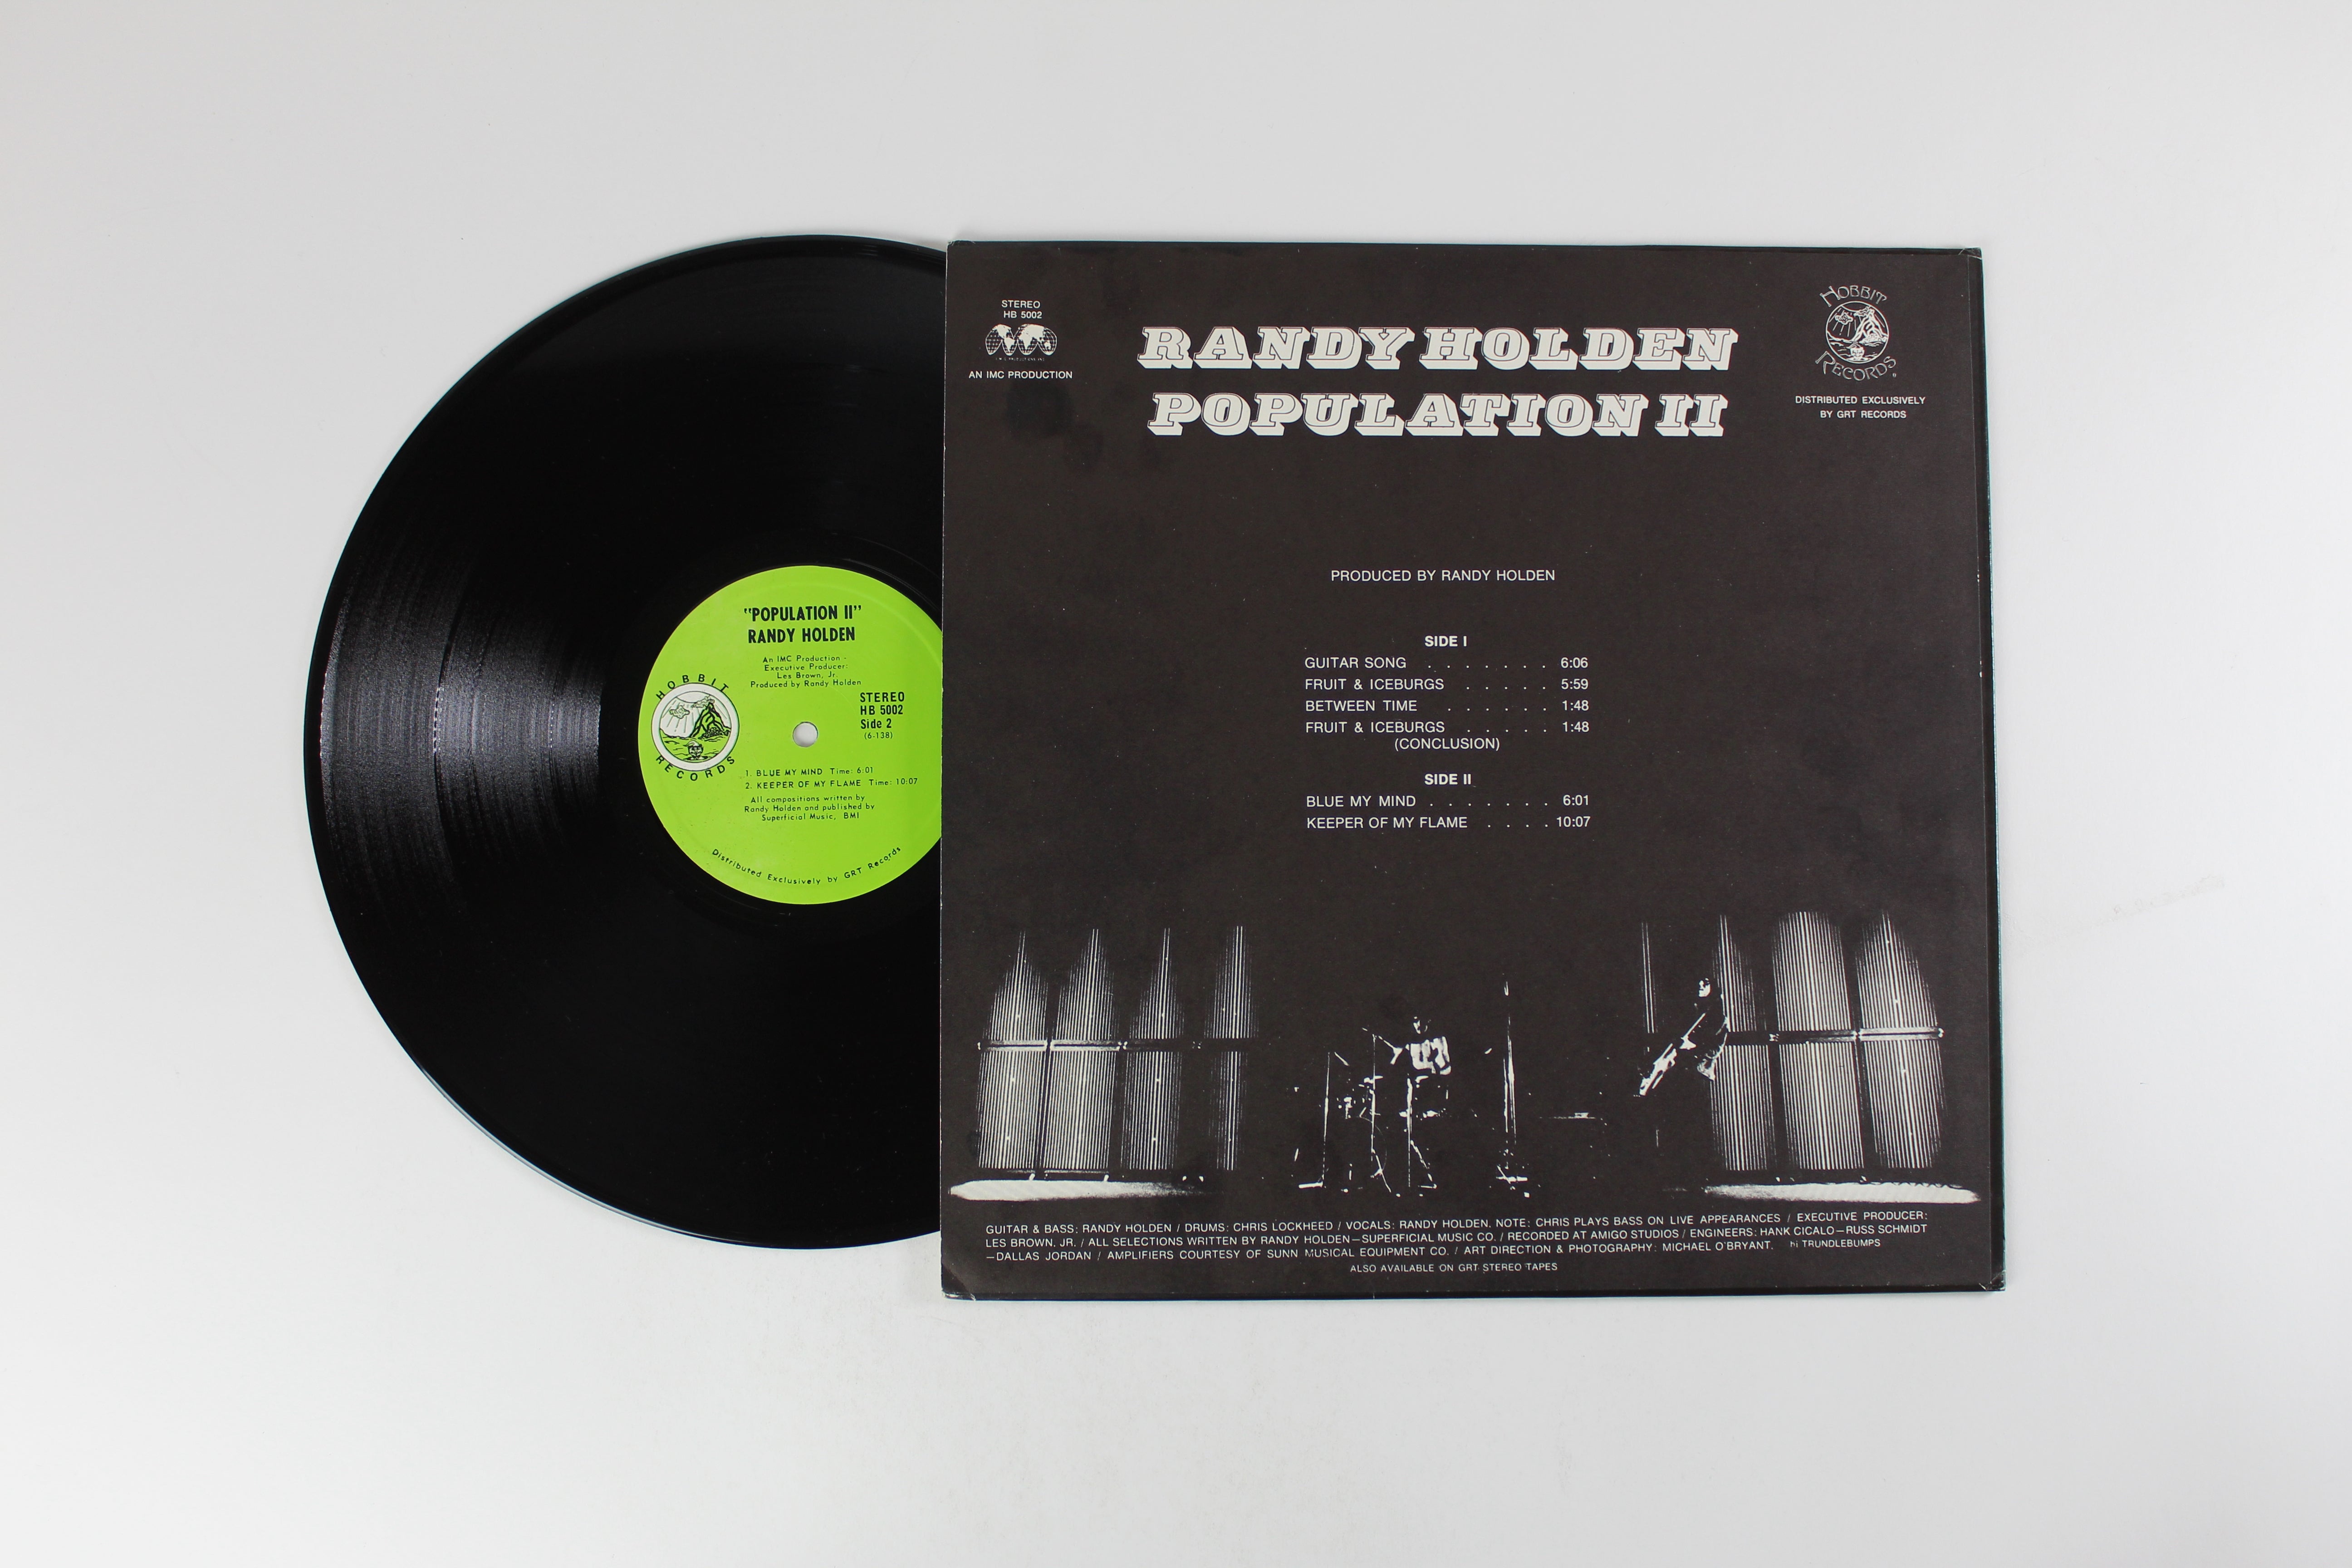 "POPULATION II"
RANDY HOLDEN
An IMC Production -
Executive Producer:
Les Brown, Jr.
Produced by Randy Holden
HOBBIT
RECORDS
STEREO
HB 5002
Side 2
(6-138)
1. BLUE MY MIND Time: 6:01
2. KEEPER OF MY FLAME Time: 10:07
All compositions written by
Randy Holden and published by
Superficial Music, BMI
Distributed Exclusively by GRT Records
STEREO
HB 5002
AN IMC PRODUCTION
RANDY HOLDEN
POPULATION II
HOBBIT
RECORDS
DISTRIBUTED EXCLUSIVELY
BY GRT RECORDS
PRODUCED BY RANDY HOLDEN
SIDE I
GUITAR SONG . . . . . . . 6:06
FRUIT & ICEBURGS . . . . . 5:59
BETWEEN TIME . . . . . . 1:48
FRUIT & ICEBURGS . . . . . 1:48
(CONCLUSION)
SIDE II
BLUE MY MIND . . . . . . . 6:01
KEEPER OF MY FLAME . . . . 10:07
GUITAR & BASS: RANDY HOLDEN / DRUMS: CHRIS LOCKHEED / VOCALS: RANDY HOLDEN. NOTE: CHRIS PLAYS BASS ON LIVE APPEARANCES / EXECUTIVE PRODUCER:
LES BROWN, JR. / ALL SELECTIONS WRITTEN BY RANDY HOLDEN—SUPERFICIAL MUSIC CO. / RECORDED AT AMIGO STUDIOS / ENGINEERS: HANK CICALO—RUSS SCHMIDT
—DALLAS JORDAN / AMPLIFIERS COURTESY OF SUNN MUSICAL EQUIPMENT CO. / ART DIRECTION & PHOTOGRAPHY: MICHAEL O'BRYANT. hi TRUNDLEBUMPS
ALSO AVAILABLE ON GRT STEREO TAPES